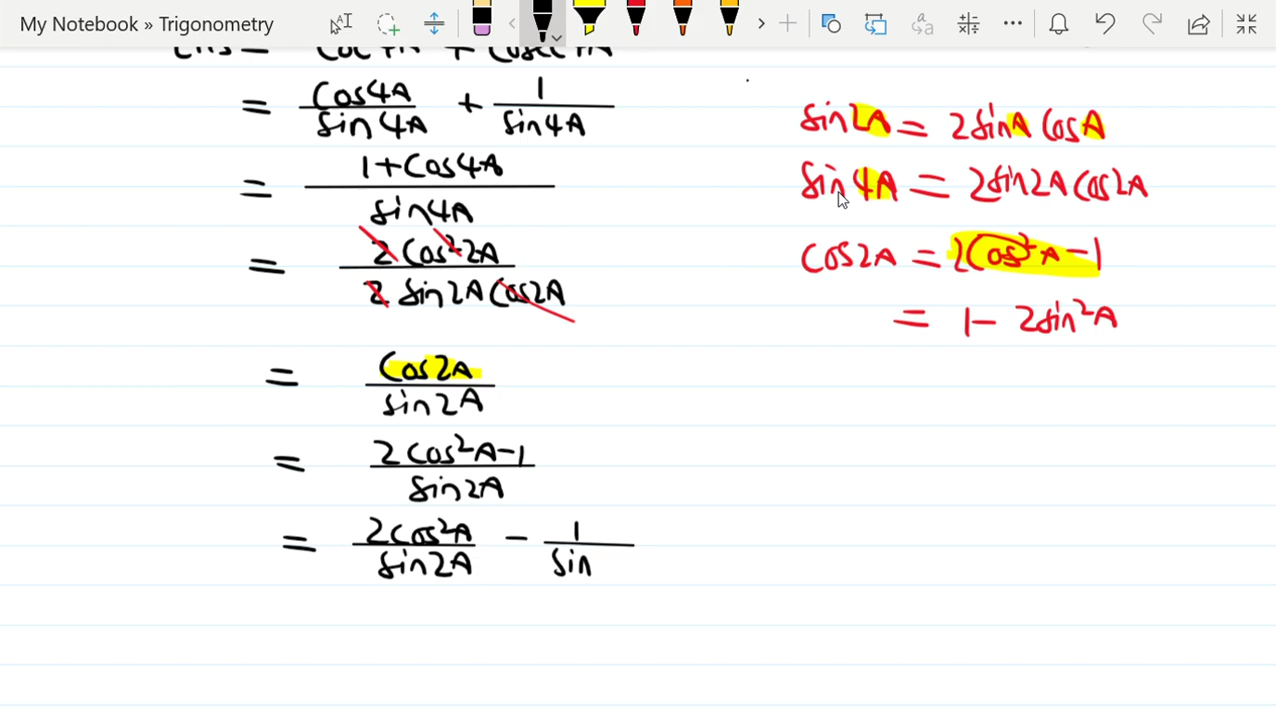 My Notebook » Trigonometry
= Cos4A/sin4A + 1/sin4A
= 1+Cos4A/sin4A
= 2Cos²2A/2sin2ACos2A
= Cos2A/sin2A
= 2Cos²A-1/sin2A
= 2Cos²A/sin2A - 1/sin
sin2A = 2sinA CosA
sin4A = 2sin2A Cos2A
Cos2A = 2Cos²A-1
= 1- 2sin²A